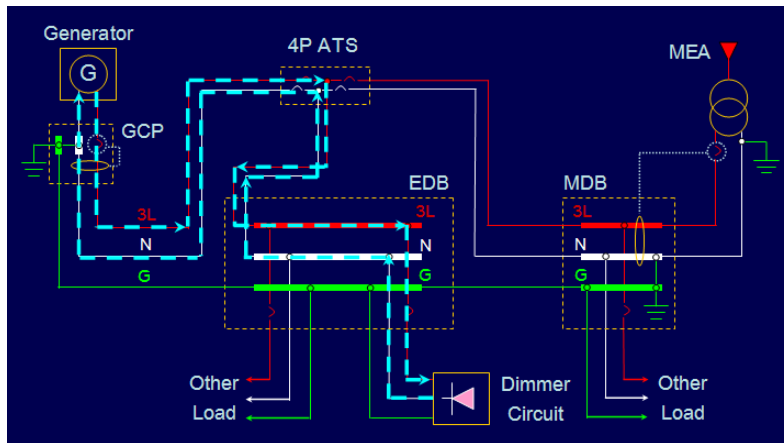 Generator
4P ATS
MEA
G
GCP
EDB
MDB
3L
3L
3L
N
N
N
G
G
G
Other
Load
Dimmer
Circuit
Other
Load